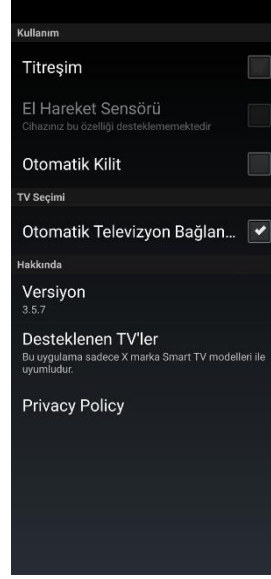 Kullanım
Titreşim
El Hareket Sensörü
Cihazınız bu özelliği desteklememektedir
Otomatik Kilit
TV Seçimi
Otomatik Televizyon Bağlan...
Hakkında
Versiyon
3.5.7
Desteklenen TV'ler
Bu uygulama sadece X marka Smart TV modelleri ile
uyumludur.
Privacy Policy